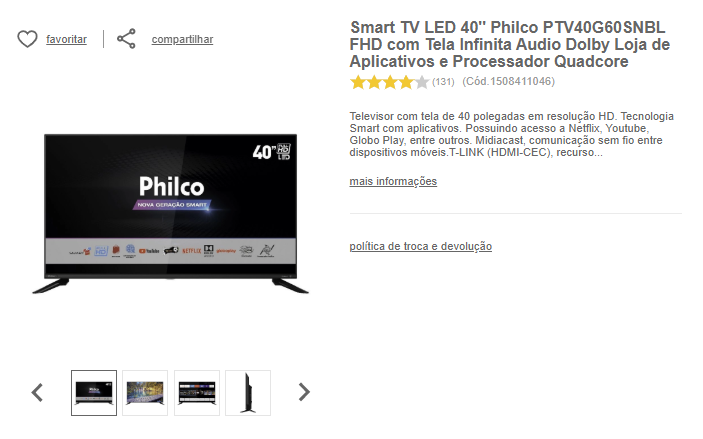 favoritar
compartilhar
Smart TV LED 40'' Philco PTV40G60SNBL
FHD com Tela Infinita Audio Dolby Loja de
Aplicativos e Processador Quadcore
(131) (Cód.1508411046)
Televisor com tela de 40 polegadas em resolução HD. Tecnologia
Smart com aplicativos. Possuindo acesso a Netflix, Youtube,
Globo Play, entre outros. Midiacast, comunicação sem fio entre
dispositivos móveis.T-LINK (HDMI-CEC), recurso...
mais informações
política de troca e devolução
40"
LED
Philco
NOVA GERAÇÃO SMART
YouTube
NETFLIX
globoplay